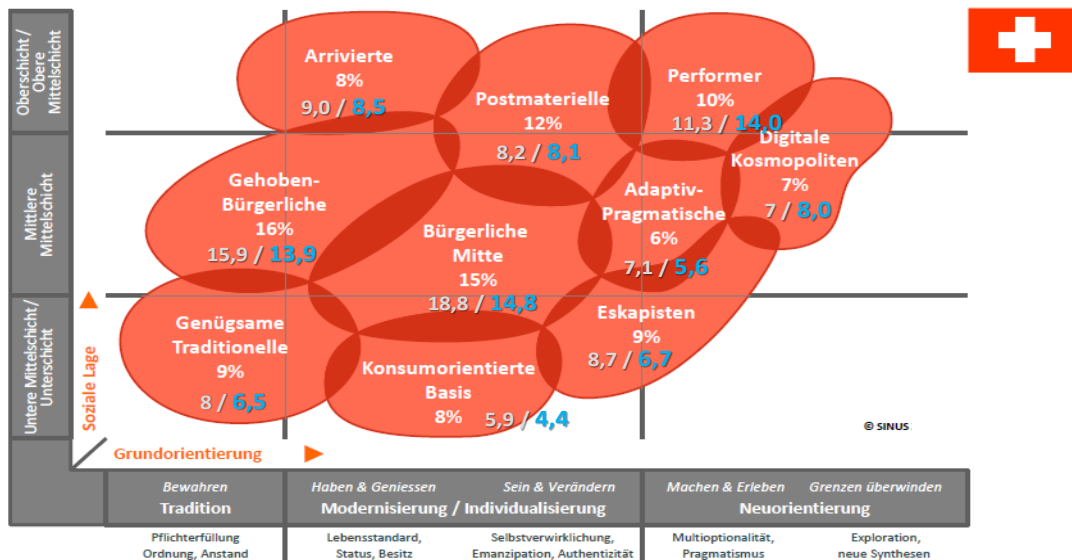 Oberschicht /
Obere
Mittelschicht
Mittlere
Mittelschicht
Untere Mittelschicht/
Unterschicht
Soziale Lage
Arrivierte
8%
9,0 / 8,5
Postmaterielle
12%
8,2 / 8,1
Performer
10%
11,3 / 14,0
Digitale
Kosmopoliten
7%
7 / 8,0
Gehoben-
Bürgerliche
16%
15,9 / 13,9
Bürgerliche
Mitte
15%
18,8 / 14,8
Adaptiv-
Pragmatische
6%
7,1 / 5,6
Genügsame
Traditionelle
9%
8 / 6,5
Konsumorientierte
Basis
8%
5,9 / 4,4
Eskapisten
9%
8,7 / 6,7
© SINUS
Grundorientierung
Bewahren
Tradition
Haben & Geniessen
Sein & Verändern
Modernisierung / Individualisierung
Machen & Erleben
Grenzen überwinden
Neuorientierung
Pflichterfüllung
Ordnung, Anstand
Lebensstandard,
Status, Besitz
Selbstverwirklichung,
Emanzipation, Authentizität
Multioptionalität,
Pragmatismus
Exploration,
neue Synthesen